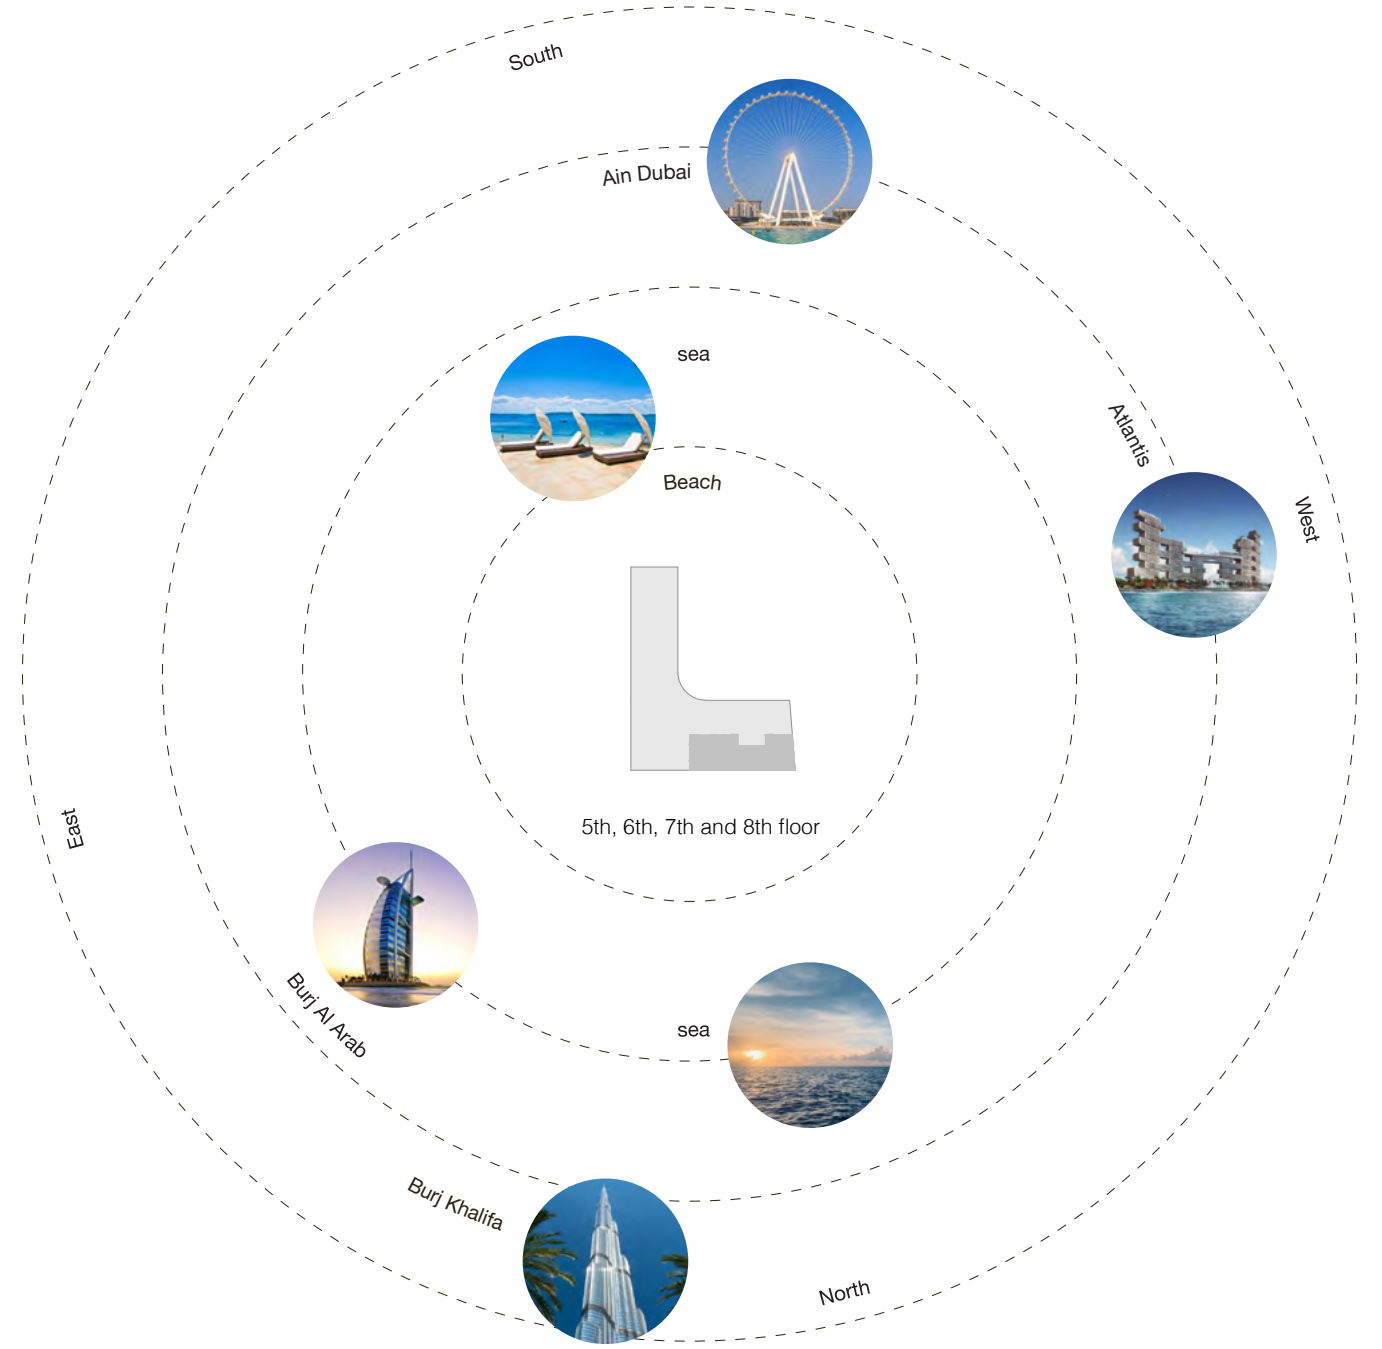 South
Ain Dubai
sea
Atlantis
Beach
West
East
5th, 6th, 7th and 8th floor
Burj Al Arab
sea
Burj Khalifa
North